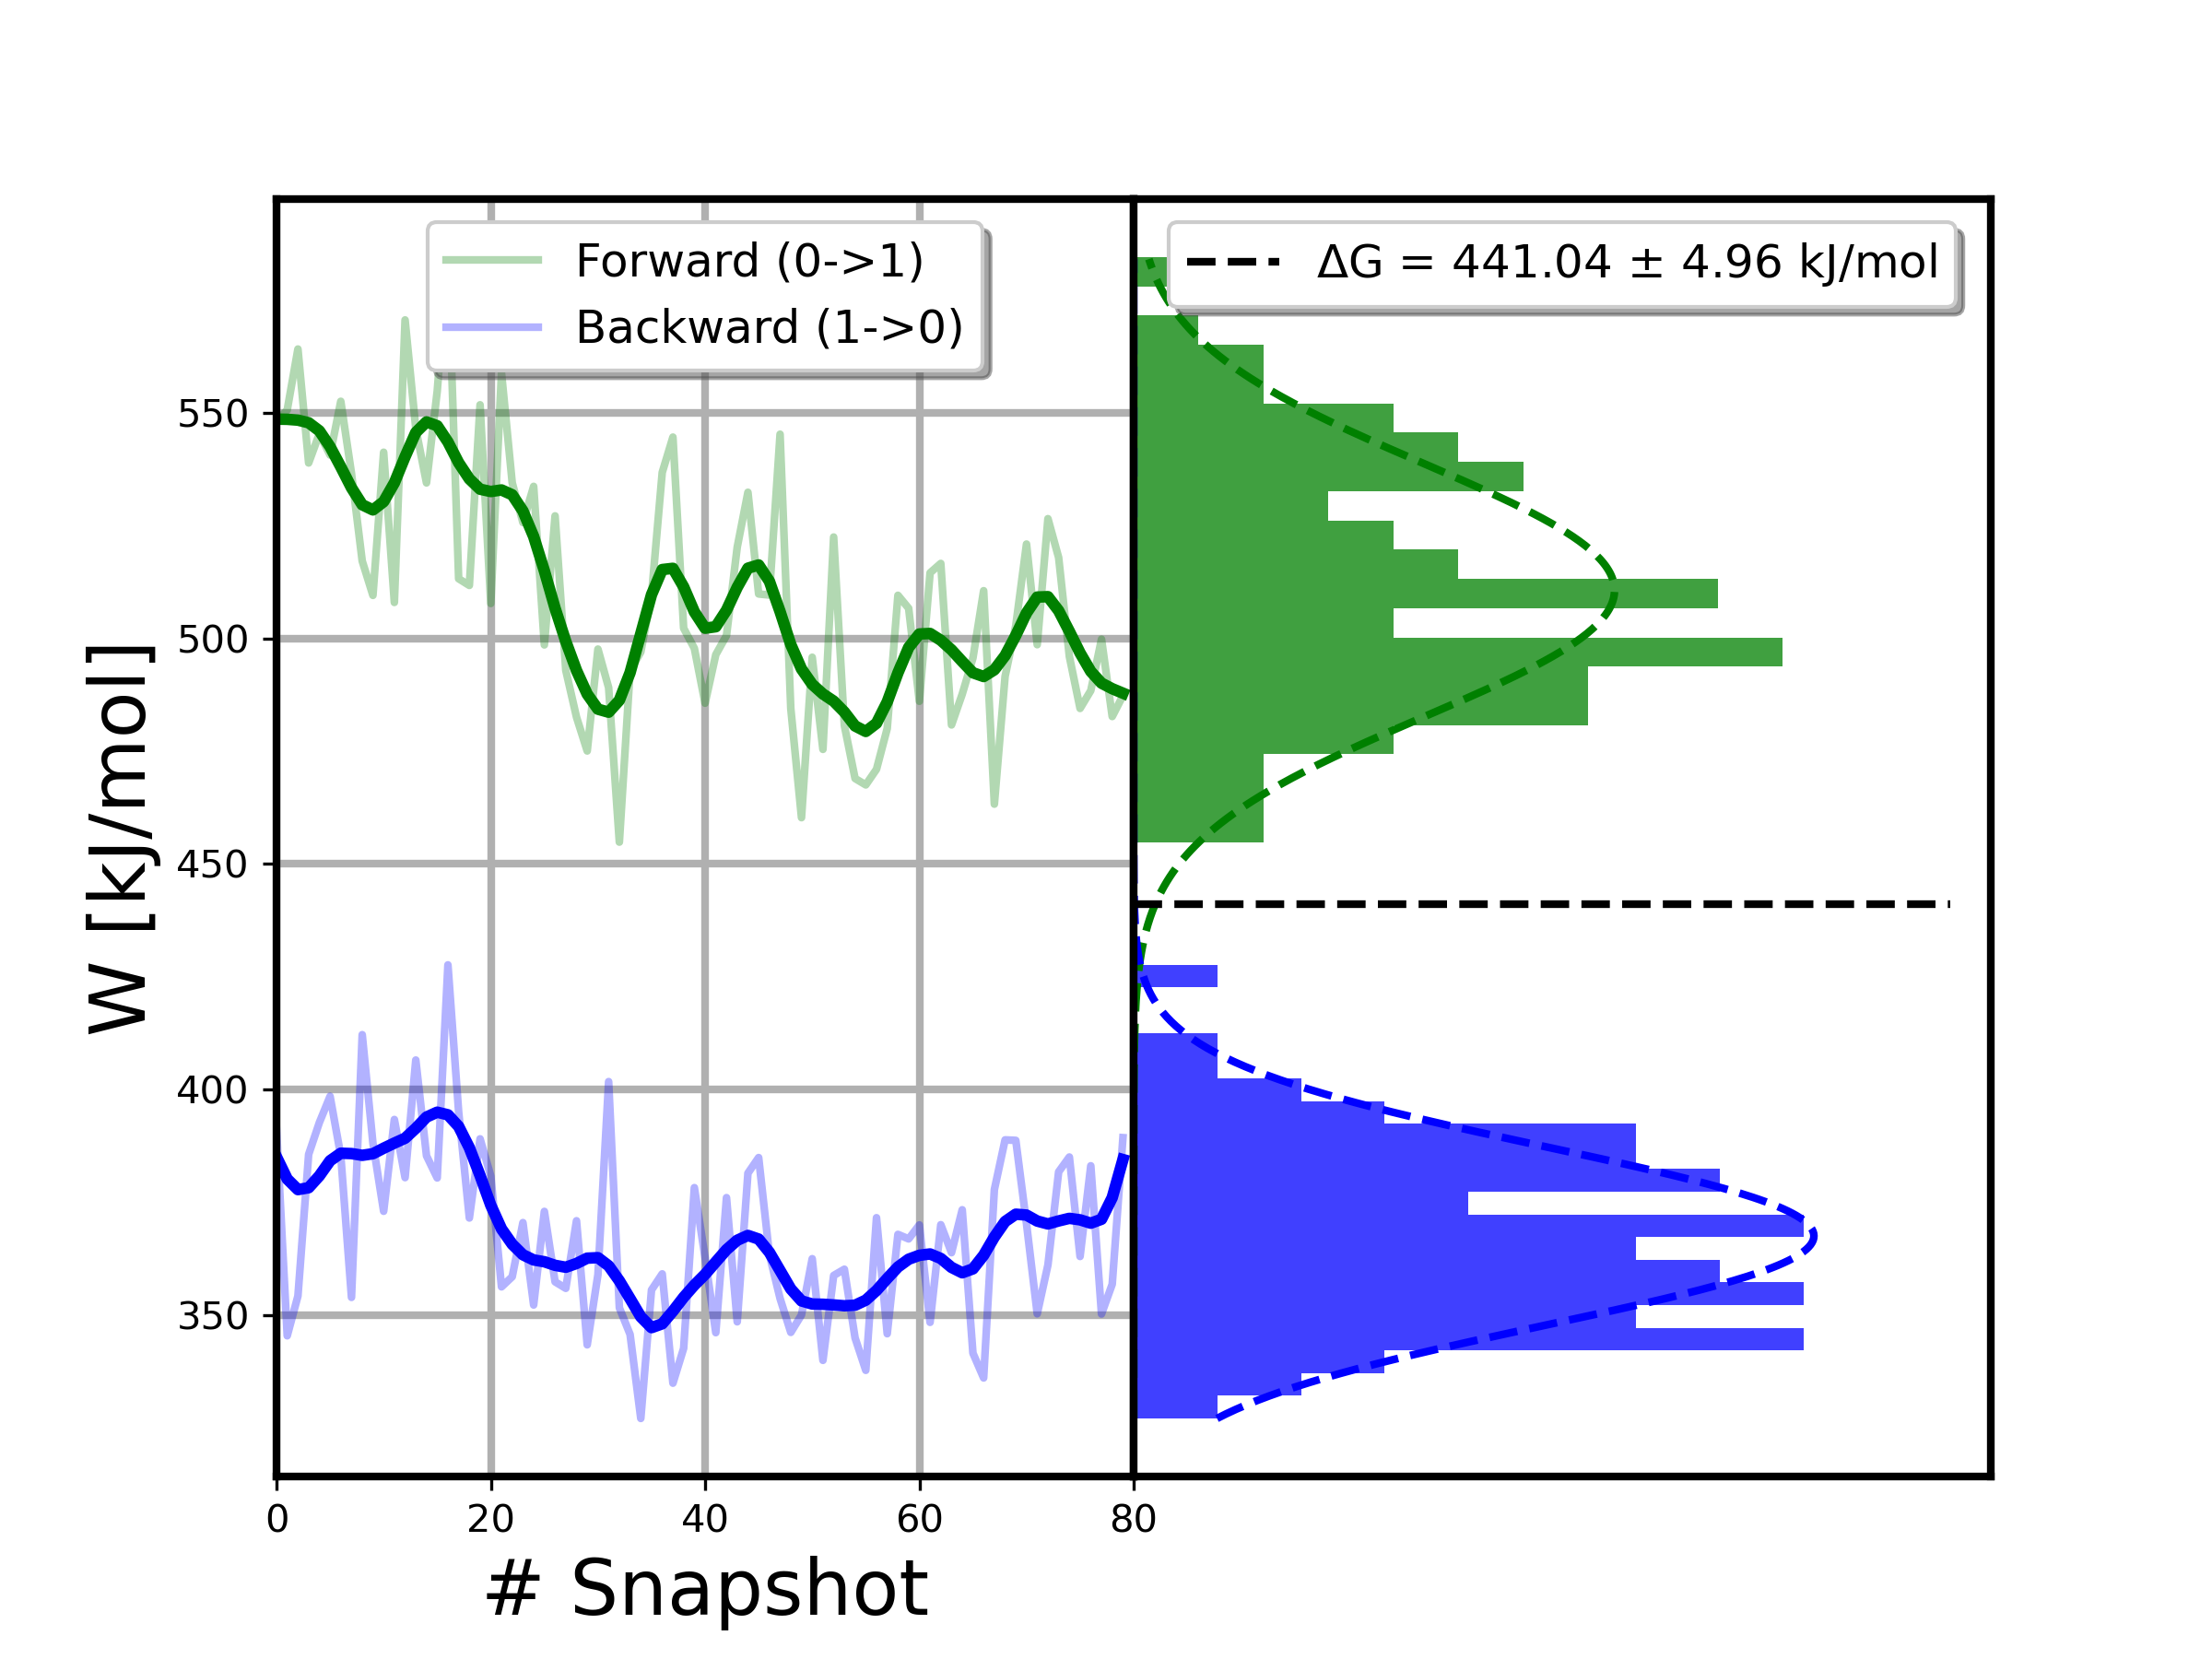 Forward (0->1)
Backward (1->0)
ΔG = 441.04 ± 4.96 kJ/mol
W [kJ/mol]
550
500
450
400
350
0 20 40 60 80
# Snapshot